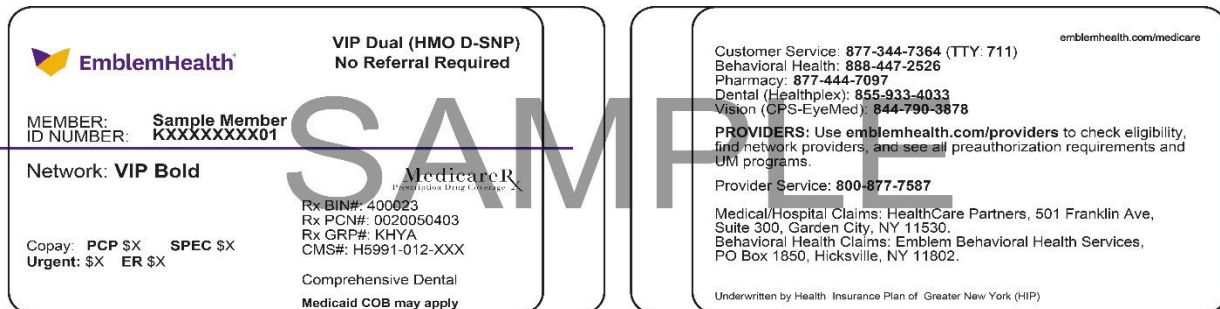 EmblemHealth
VIP Dual (HMO D-SNP)
No Referral Required
MEMBER: Sample Member
ID NUMBER: KXXXXXXXX01
Network: VIP Bold
MedicareRx
Prescription Drug Coverage
Rx BIN#: 400023
Rx PCN#: 0020050403
Rx GRP#: KHYA
CMS#: H5991-012-XXX
Copay: PCP $X SPEC $X
Urgent: $X ER $X
Comprehensive Dental
Medicaid COB may apply
SAMPLE
emblemhealth.com/medicare
Customer Service: 877-344-7364 (TTY: 711)
Behavioral Health: 888-447-2526
Pharmacy: 877-444-7097
Dental (Healthplex): 855-933-4033
Vision (CPS-EyeMed): 844-790-3878
PROVIDERS: Use emblemhealth.com/providers to check eligibility,
find network providers, and see all preauthorization requirements and
UM programs.
Provider Service: 800-877-7587
Medical/Hospital Claims: HealthCare Partners, 501 Franklin Ave,
Suite 300, Garden City, NY 11530.
Behavioral Health Claims: Emblem Behavioral Health Services,
PO Box 1850, Hicksville, NY 11802.
Underwritten by Health Insurance Plan of Greater New York (HIP)